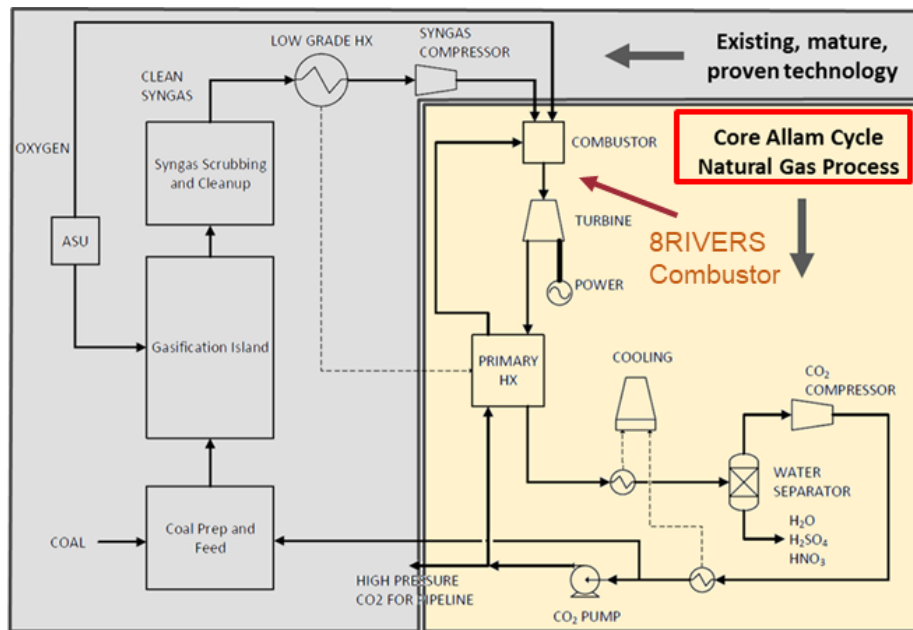 LOW GRADE HX
SYNGAS
COMPRESSOR
Existing, mature,
proven technology
CLEAN
SYNGAS
OXYGEN
COMBUSTOR
Core Allam Cycle
Natural Gas Process
Syngas Scrubbing
and Cleanup
TURBINE
8RIVERS
Combustor
ASU
POWER
Gasification Island
PRIMARY
HX
COOLING
CO₂
COMPRESSOR
WATER
SEPARATOR
COAL
Coal Prep and
Feed
H₂O
H₂SO₄
HNO₃
HIGH PRESSURE
CO2 FOR PIPELINE
CO₂ PUMP